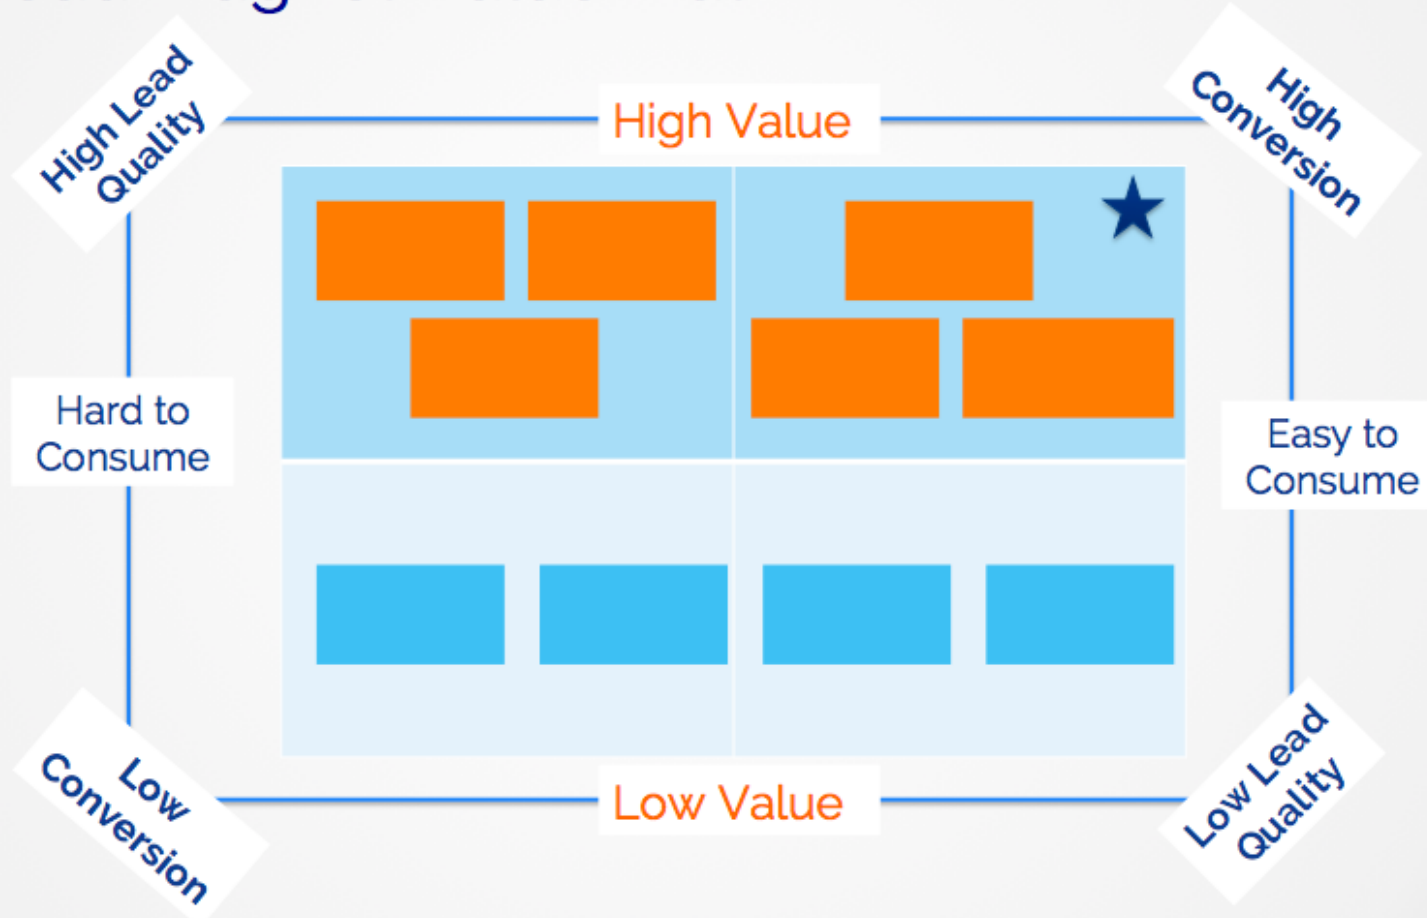 High Lead
Quality
High Value
High
Conversion
Hard to
Consume
Easy to
Consume
Low
Conversion
Low Value
Low Lead
Quality